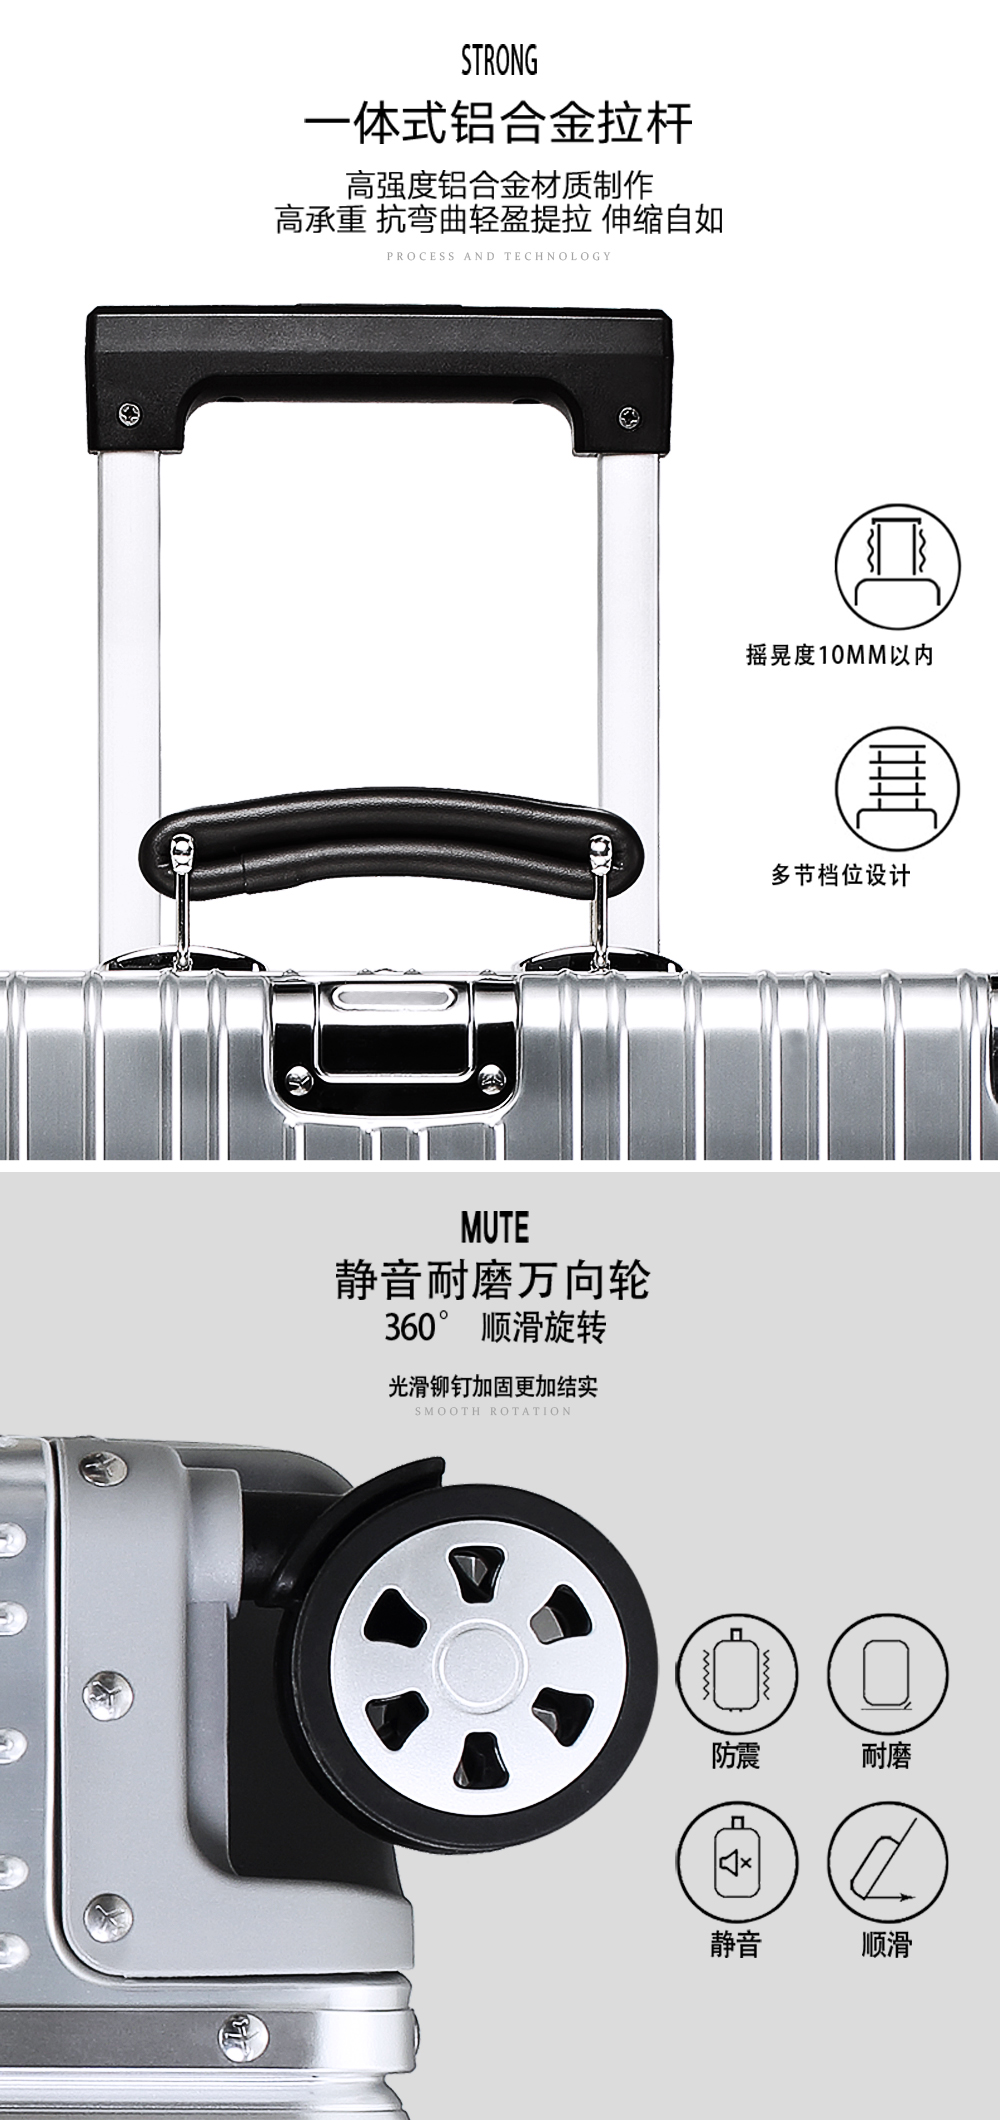 STRONG
一体式铝合金拉杆
高强度铝合金材质制作
高承重 抗弯曲轻盈提拉 伸缩自如
PROCESS AND TECHNOLOGY
摇晃度10MM以内
多节档位设计
MUTE
静音耐磨万向轮
360° 顺滑旋转
光滑铆钉加固更加结实
SMOOTH ROTATION
防震
耐磨
静音
顺滑